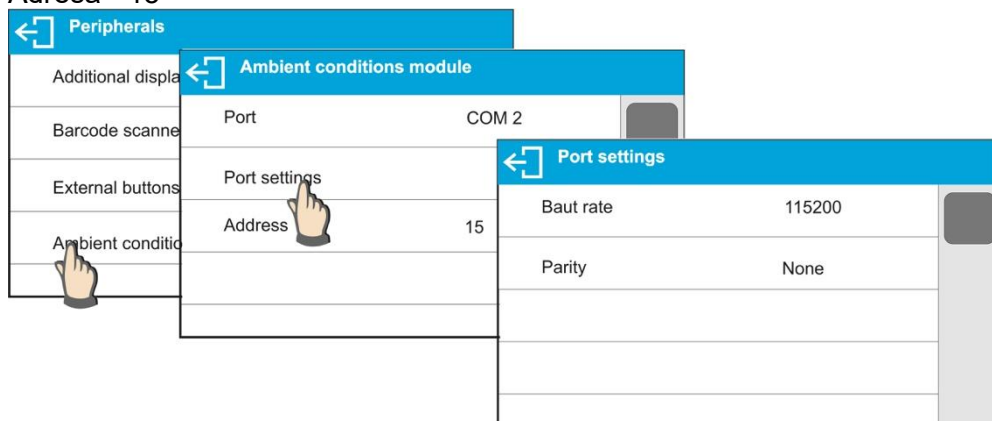 Peripherals
Additional displa
Barcode scanne
External buttons
Ambient conditio
Ambient conditions module
Port COM 2
Port settings
Address 15
Port settings
Baut rate 115200
Parity None